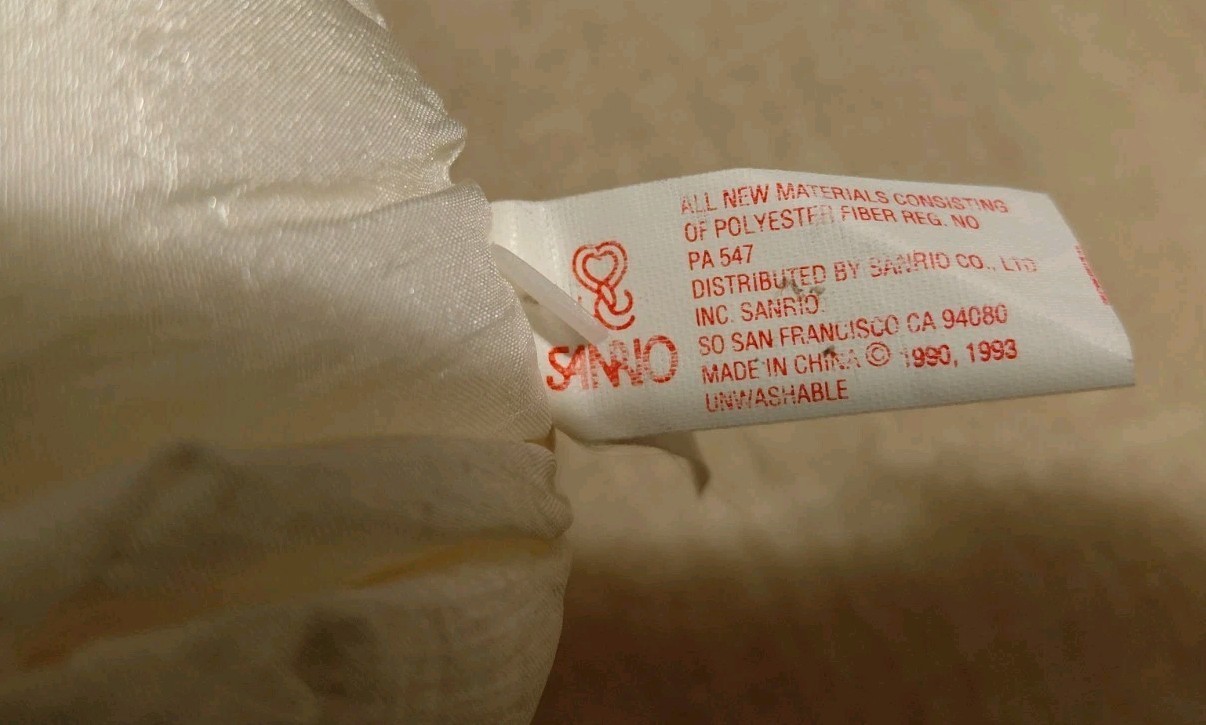 SANRIO
ALL NEW MATERIALS CONSISTING
OF POLYESTER FIBER REG. NO
PA 547
DISTRIBUTED BY SANRIO CO., LTD
INC. SANRIO.
SO SAN FRANCISCO CA 94080
MADE IN CHINA © 1990, 1993
UNWASHABLE